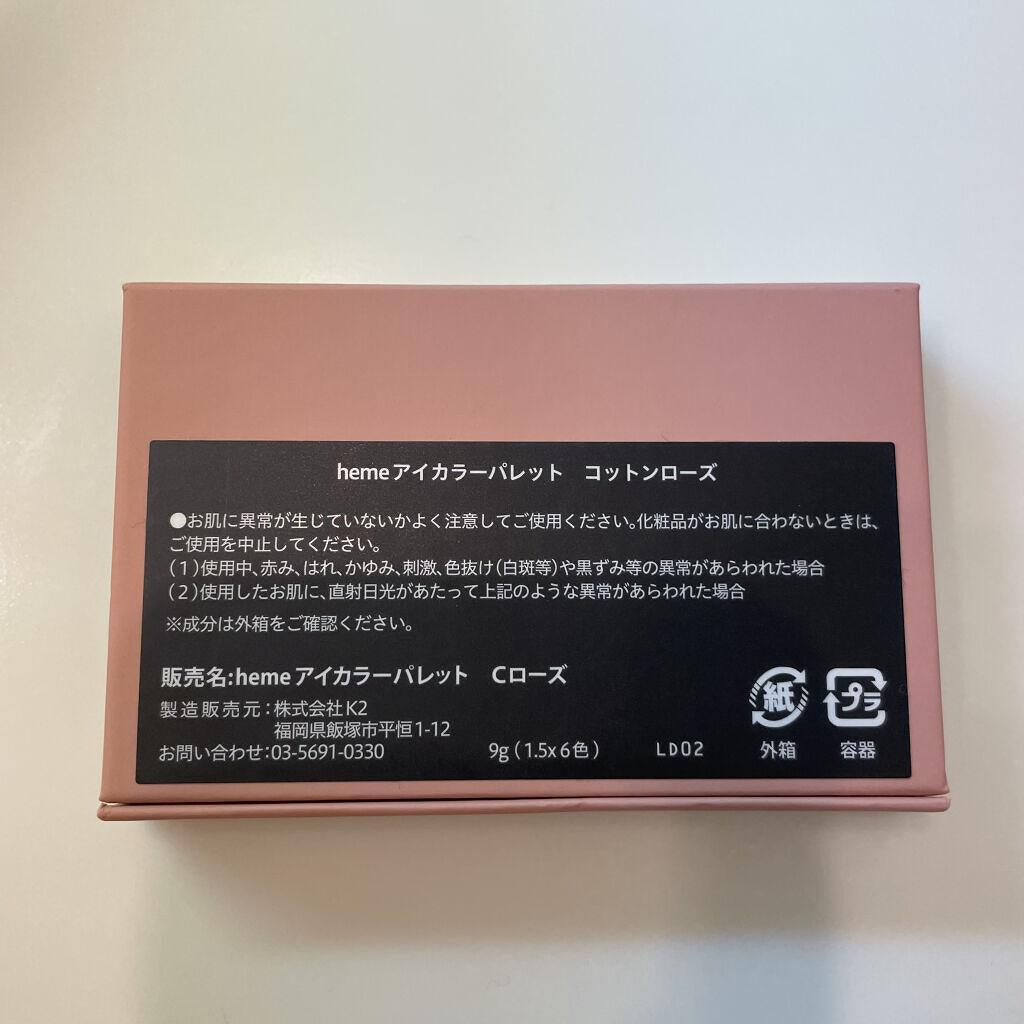 hemeアイカラーパレット　コットンローズ
●お肌に異常が生じていないかよく注意してご使用ください。化粧品がお肌に合わないときは、
ご使用を中止してください。
(1)使用中、赤み、はれ、かゆみ、刺激、色抜け(白斑等)や黒ずみ等の異常があらわれた場合
(2)使用したお肌に、直射日光があたって上記のような異常があらわれた場合
※成分は外箱をご確認ください。
販売名:hemeアイカラーパレット　Cローズ
製造販売元:株式会社K2
福岡県飯塚市平恒1-12
お問い合わせ:03-5691-0330　9g(1.5x6色)　LD02
紙　プラ
外箱　容器